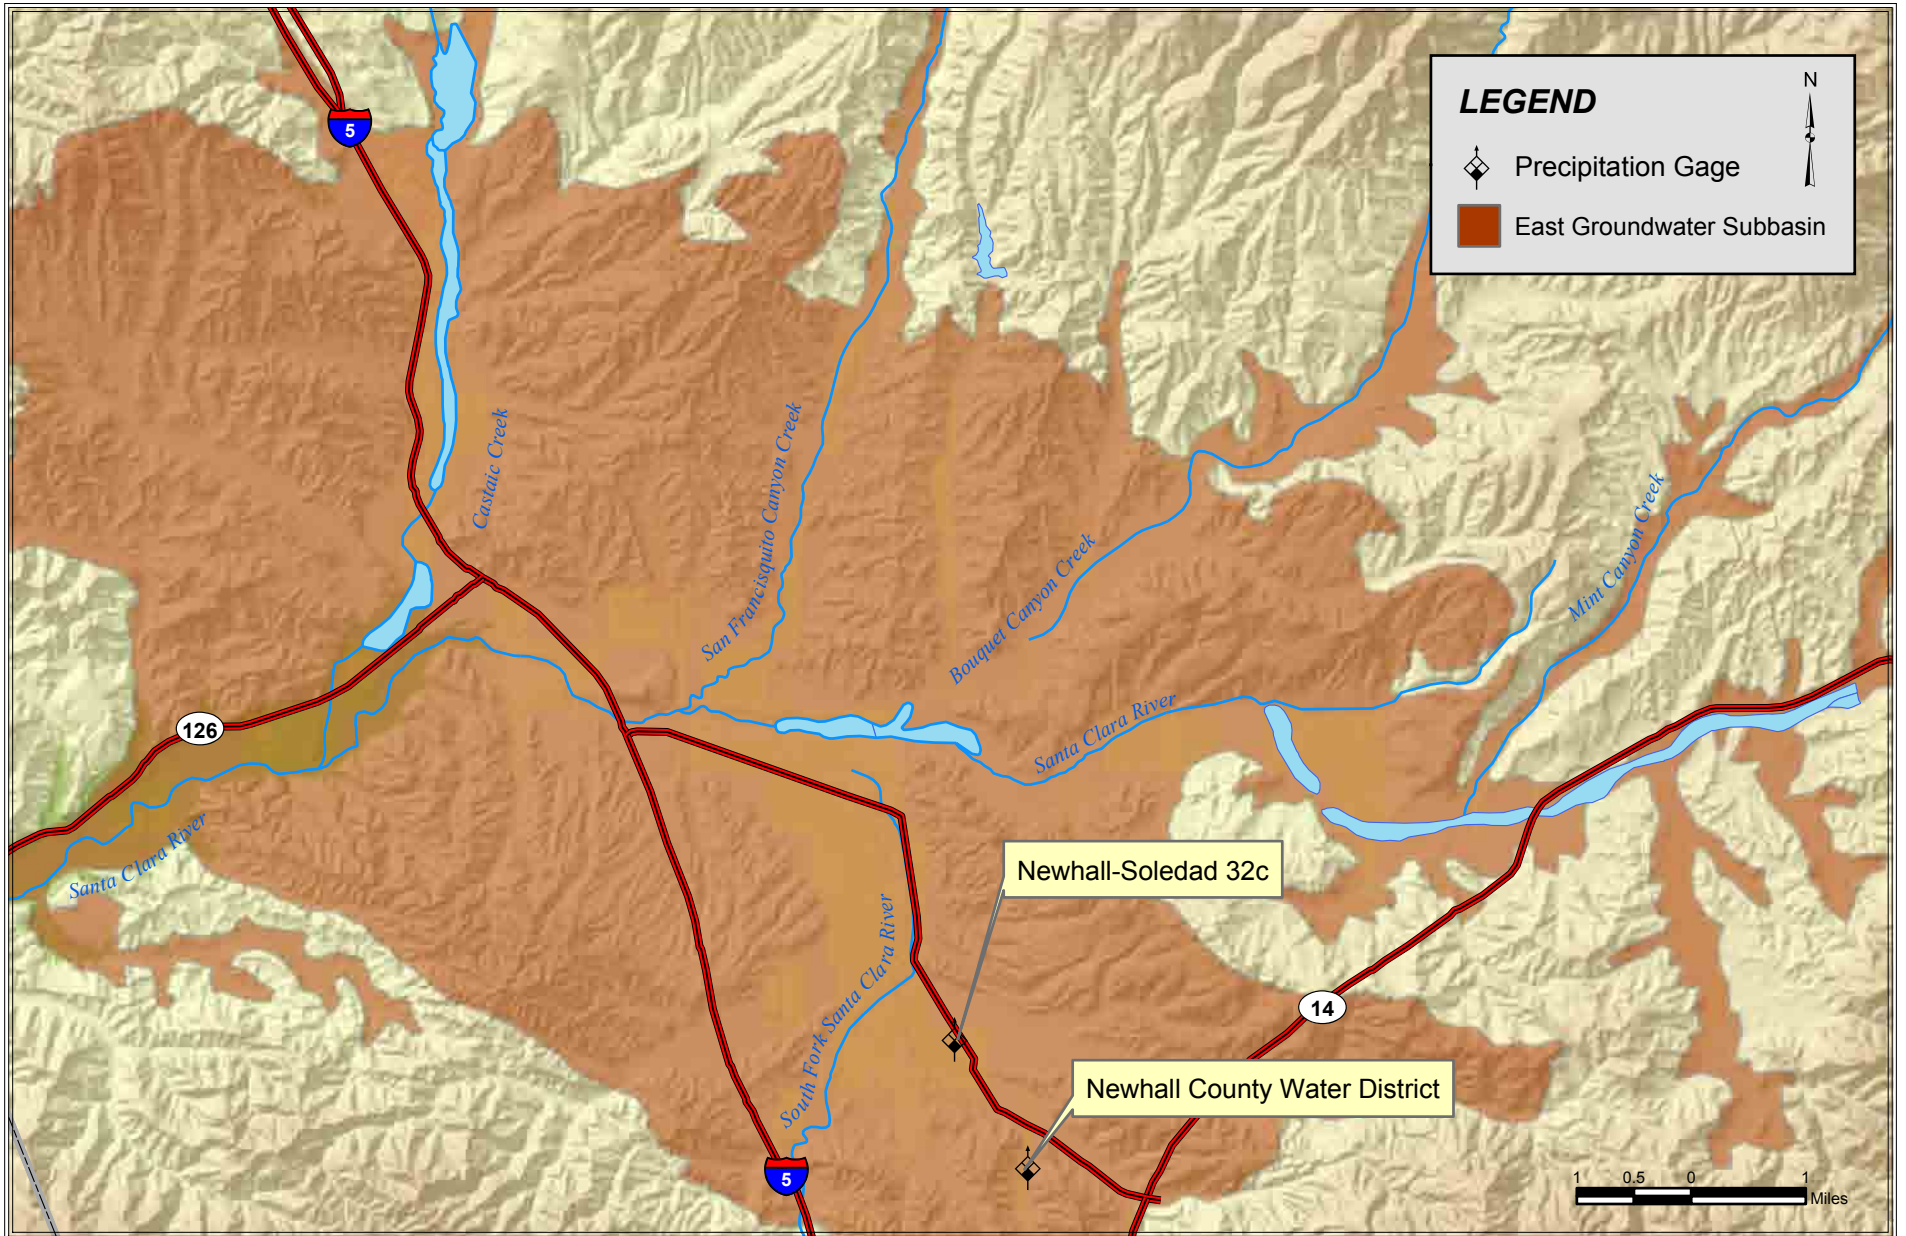 5
LEGEND
N
Precipitation Gage
East Groundwater Subbasin
Castaic Creek
San Francisquito Canyon Creek
Bouquet Canyon Creek
Mint Canyon Creek
126
Santa Clara River
Santa Clara River
Newhall-Soledad 32c
South Fork Santa Clara River
14
Newhall County Water District
5
1 0.5 0 1
Miles